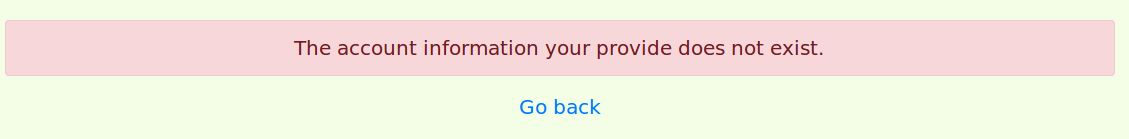 The account information your provide does not exist.
Go back